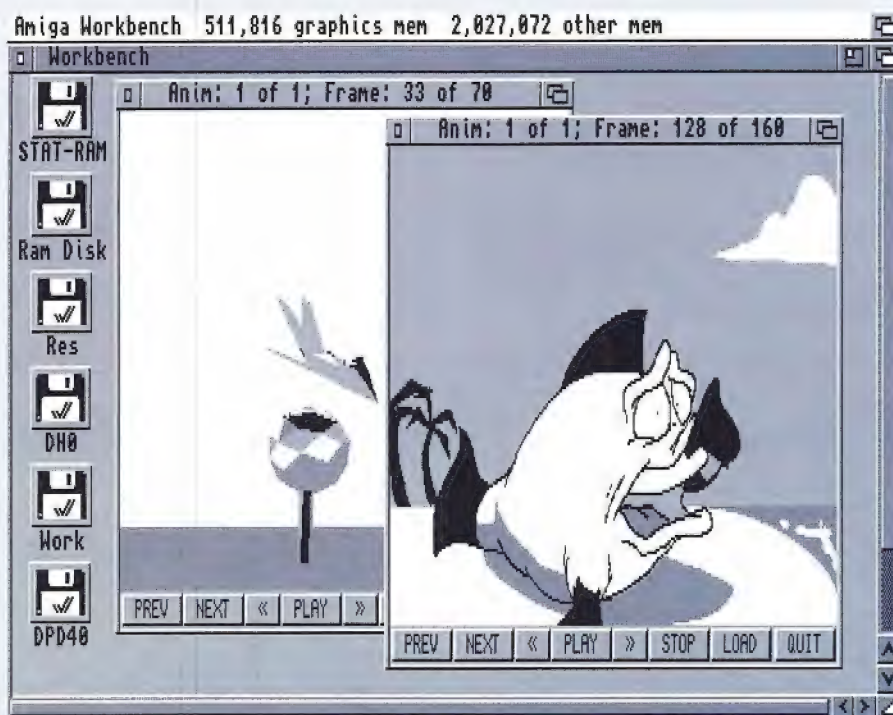 Amiga Workbench 511,816 graphics mem 2,027,072 other mem
Workbench
STAT-RAM
Ram Disk
Res
DH0
Work
DPD40
Anim: 1 of 1; Frame: 33 of 70
PREV NEXT « PLAY »
Anim: 1 of 1; Frame: 128 of 160
PREV NEXT « PLAY » STOP LOAD QUIT